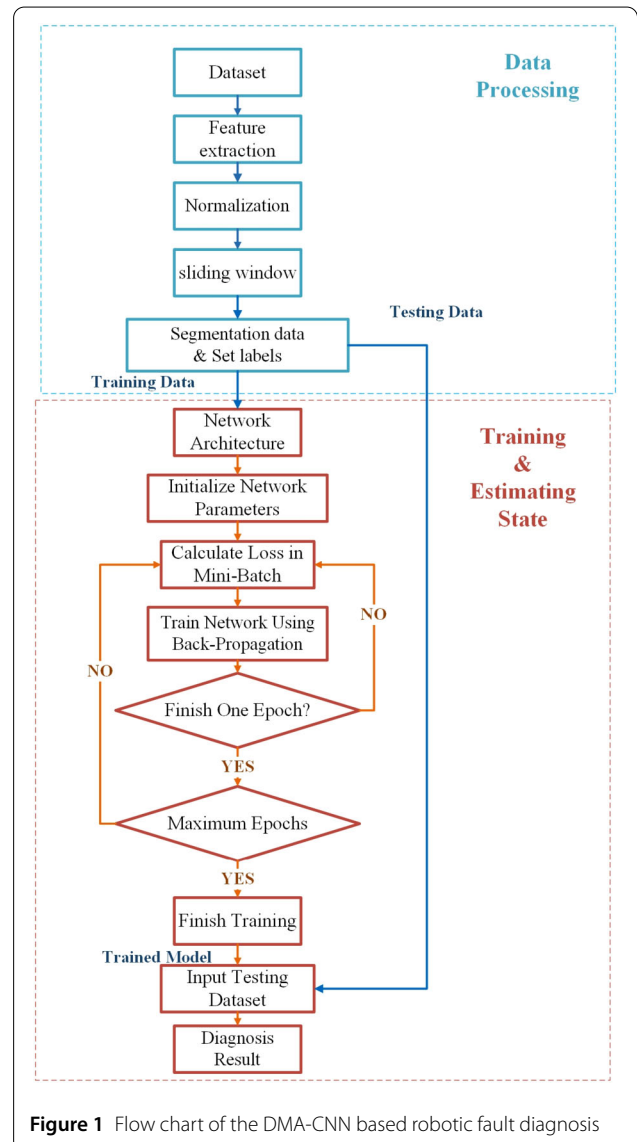 Data
Processing
Dataset
Feature
extraction
Normalization
sliding window
Testing Data
Segmentation data
& Set labels
Training Data
Network
Architecture
Training
&
Estimating
State
Initialize Network
Parameters
Calculate Loss in
Mini-Batch
Train Network Using
Back-Propagation
NO
NO
Finish One Epoch?
YES
Maximum Epochs
YES
Finish Training
Trained Model
Input Testing
Dataset
Diagnosis
Result
Figure 1 Flow chart of the DMA-CNN based robotic fault diagnosis